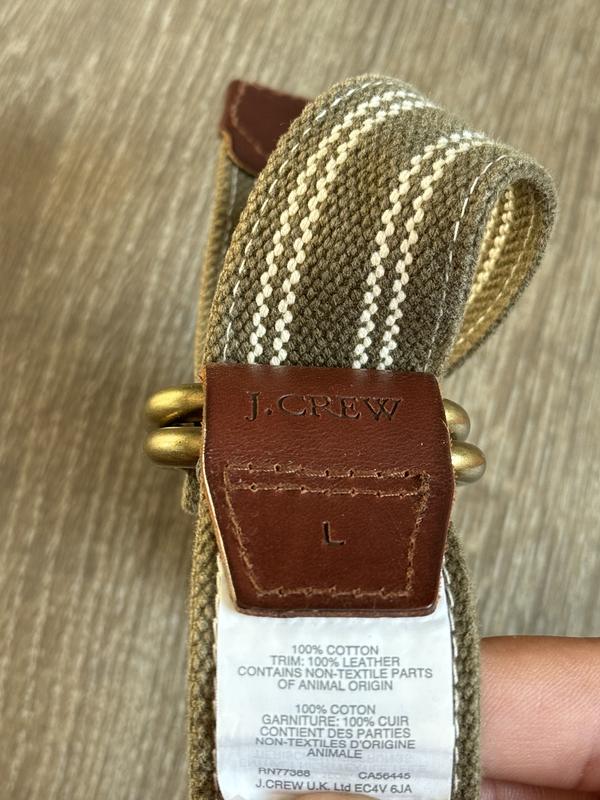 J.CREW
L
100% COTTON
TRIM: 100% LEATHER
CONTAINS NON-TEXTILE PARTS
OF ANIMAL ORIGIN
100% COTON
GARNITURE: 100% CUIR
CONTIENT DES PARTIES
NON-TEXTILES D'ORIGINE
ANIMALE
RN77388 CA56445
J.CREW U.K. Ltd EC4V 6JA